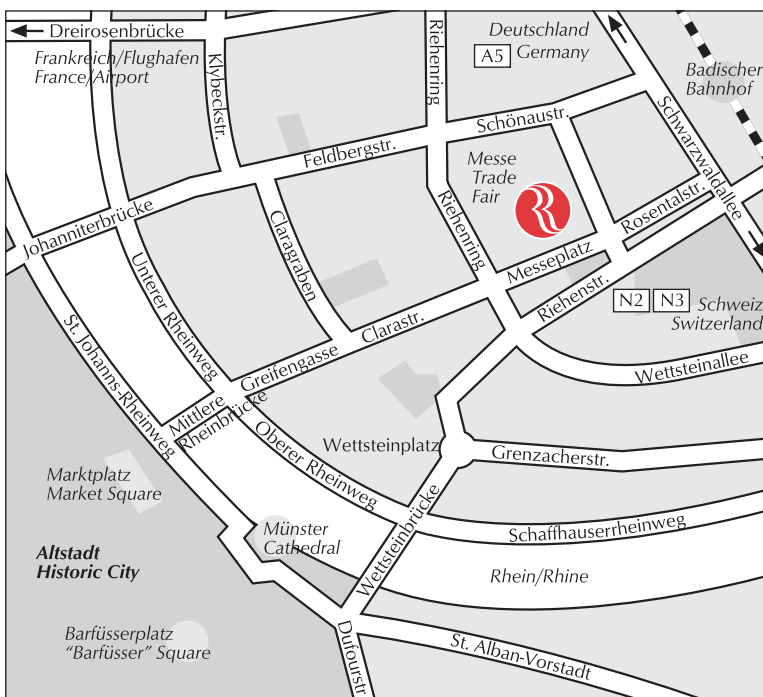 Dreirosenbrücke
Frankreich/Flughafen
France/Airport
Klybeckstr.
Riehenring
Deutschland
Germany
A5
Badischer
Bahnhof
Schwarzwaldallee
Schönaustr.
Feldbergstr.
Messe
Trade
Fair
Riehenring
Rosentalstr.
Messeplatz
Johanniterbrücke
Claragraben
Unterer Rheinweg
Riehenstr.
N2
N3
Schweiz
Switzerland
St. Johanns-Rheinweg
Clarastr.
Greifengasse
Wettsteinallee
Mittlere
Rheinbrücke
Oberer Rheinweg
Wettsteinplatz
Grenzacherstr.
Marktplatz
Market Square
Wettsteinbrücke
Schaffhauserrheinweg
Münster
Cathedral
Altstadt
Historic City
Rhein/Rhine
Barfüsserplatz
"Barfüsser" Square
Dufourstr
St. Alban-Vorstadt